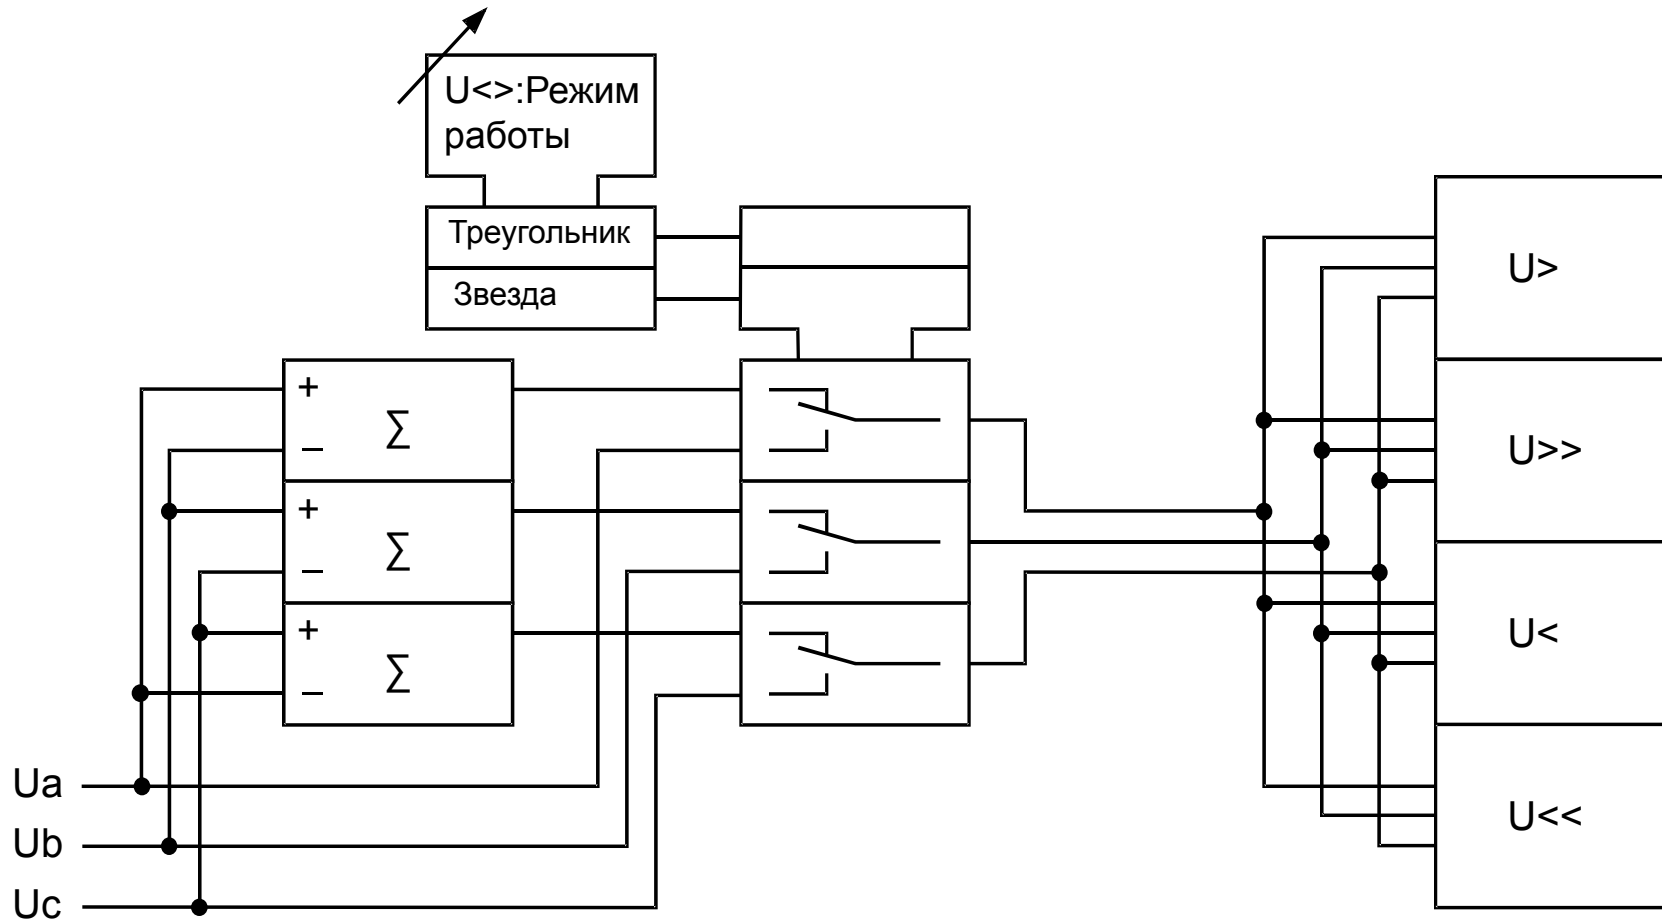 U<>:Режим
работы
Треугольник
Звезда
U>
+
∑
–
U>>
+
∑
–
U<
+
∑
–
Ua
U<<
Ub
Uc